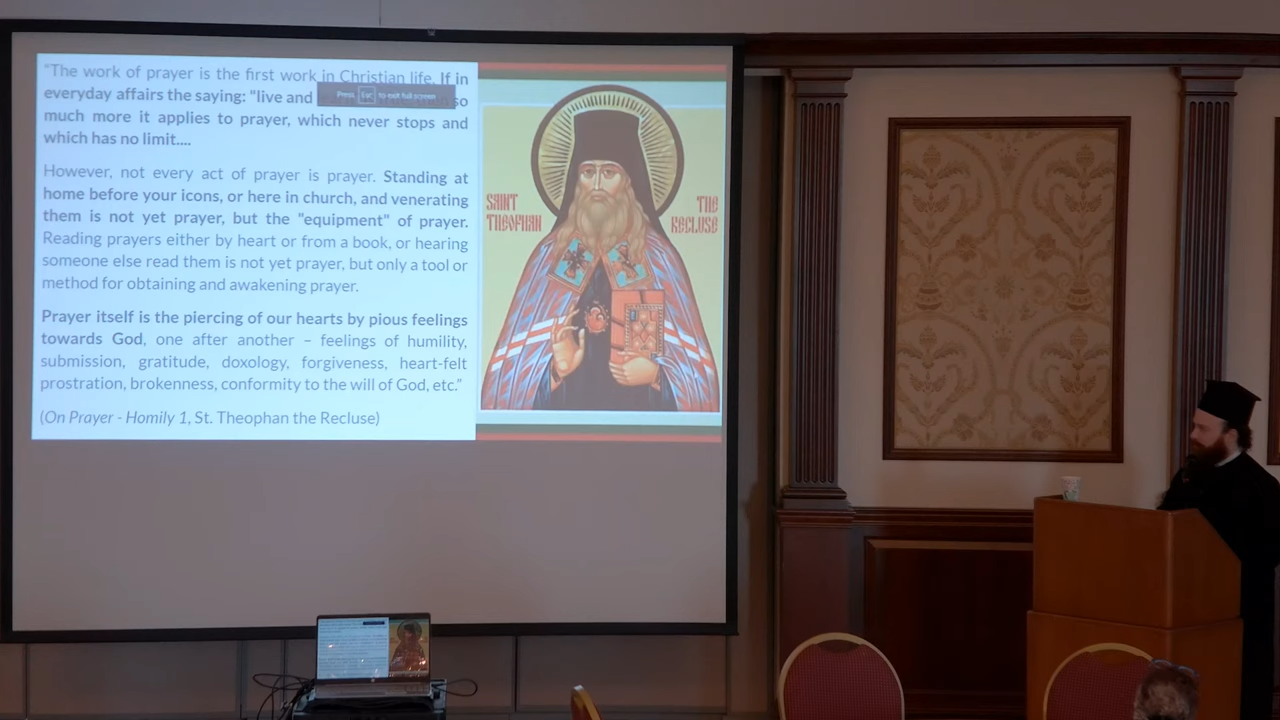 “The work of prayer is the first work in Christian life. If in
everyday affairs the saying: "live and so
much more it applies to prayer, which never stops and
which has no limit....
Press Esc to exit full screen
However, not every act of prayer is prayer. Standing at
home before your icons, or here in church, and venerating
them is not yet prayer, but the "equipment" of prayer.
Reading prayers either by heart or from a book, or hearing
someone else read them is not yet prayer, but only a tool or
method for obtaining and awakening prayer.
Prayer itself is the piercing of our hearts by pious feelings
towards God, one after another – feelings of humility,
submission, gratitude, doxology, forgiveness, heart-felt
prostration, brokenness, conformity to the will of God, etc.”
(On Prayer - Homily 1, St. Theophan the Recluse)
SAINT THE
THEOPHAN RECLUSE